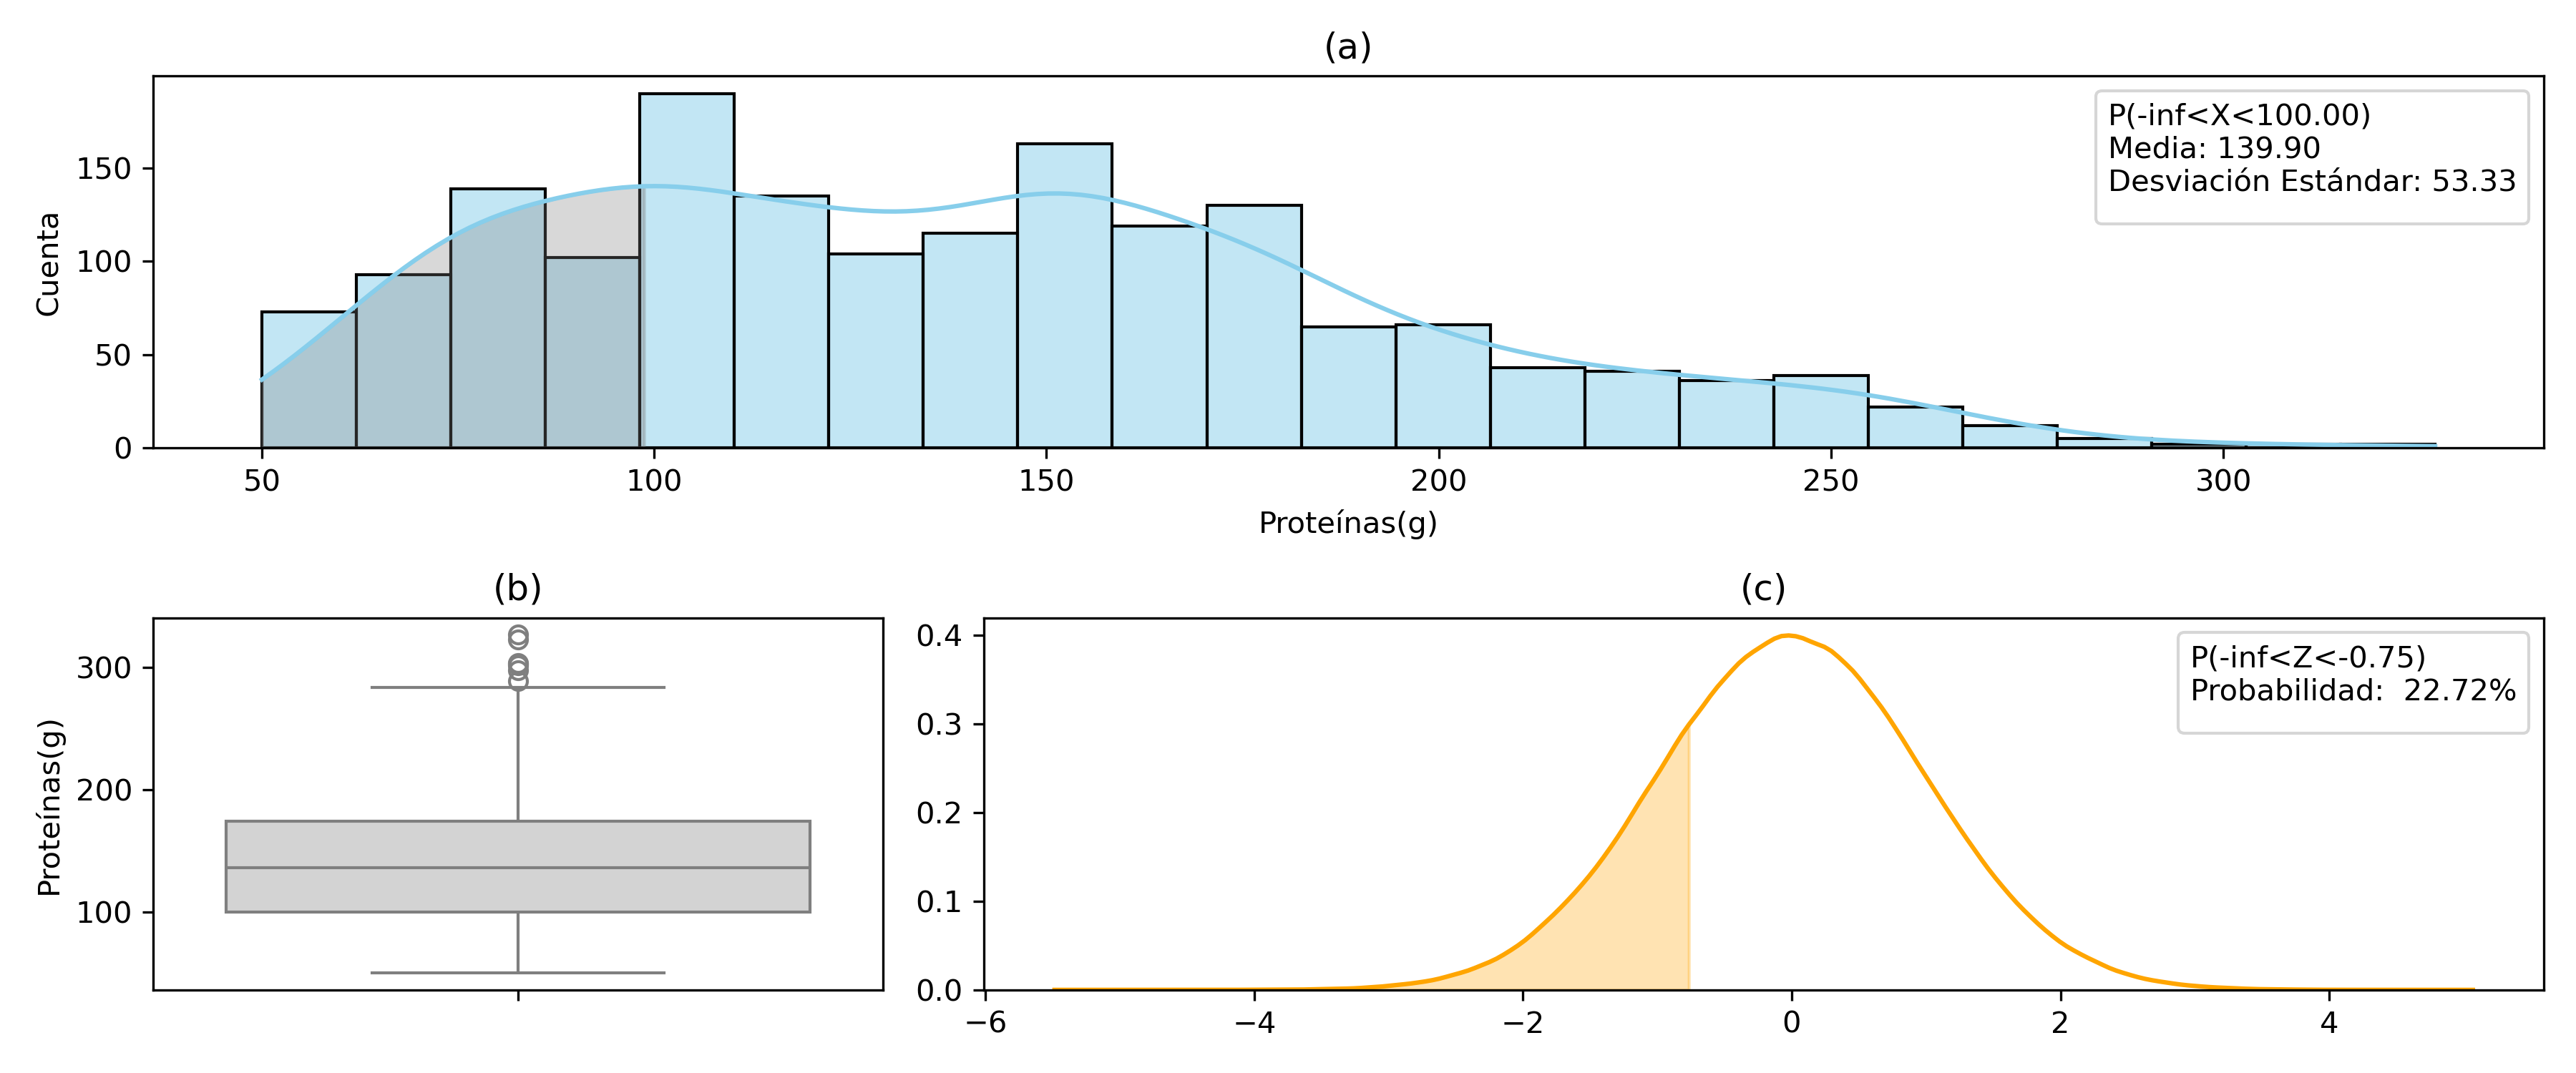 (a)
150
100
50
0
Cuenta
P(-inf<X<100.00)
Media: 139.90
Desviación Estándar: 53.33
50 100 150 200 250 300
Proteínas(g)
(b)
300
200
100
Proteínas(g)
(c)
0.4
0.3
0.2
0.1
0.0
P(-inf<Z<-0.75)
Probabilidad:  22.72%
−6 −4 −2 0 2 4